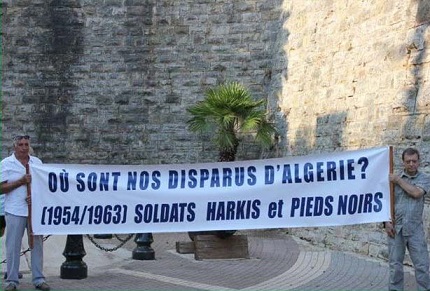 OÙ SONT NOS DISPARUS D'ALGERIE?
(1954/1963) SOLDATS HARKIS et PIEDS NOIRS